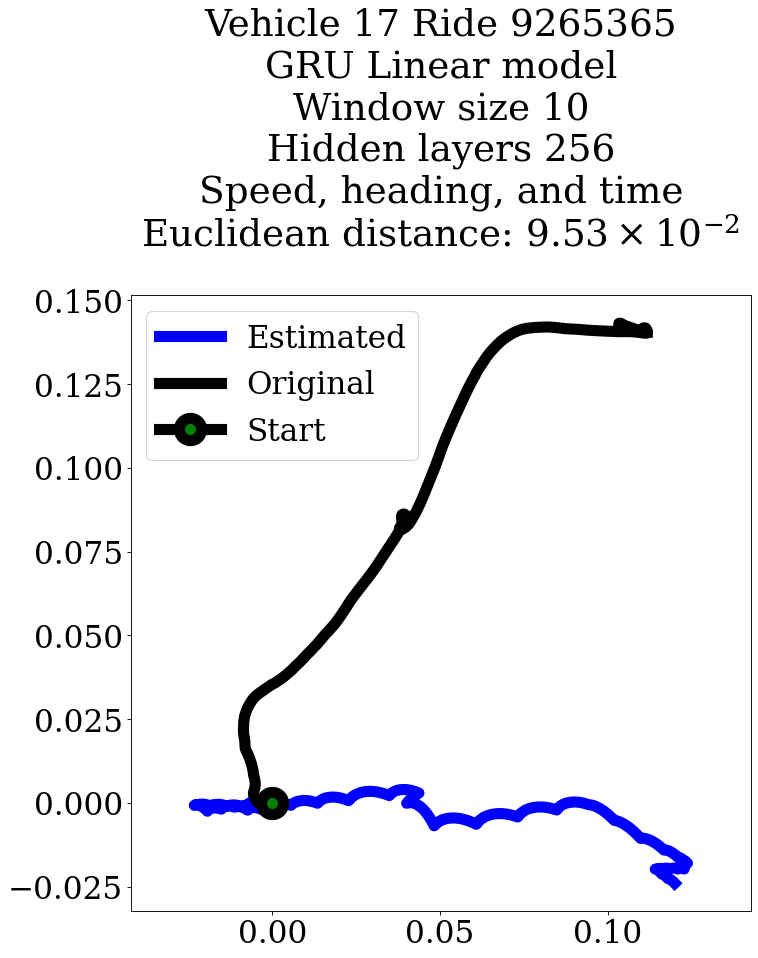 Vehicle 17 Ride 9265365
GRU Linear model
Window size 10
Hidden layers 256
Speed, heading, and time
Euclidean distance: 9.53 × 10⁻²
0.150
0.125
0.100
0.075
0.050
0.025
0.000
−0.025
Estimated
Original
Start
0.00 0.05 0.10